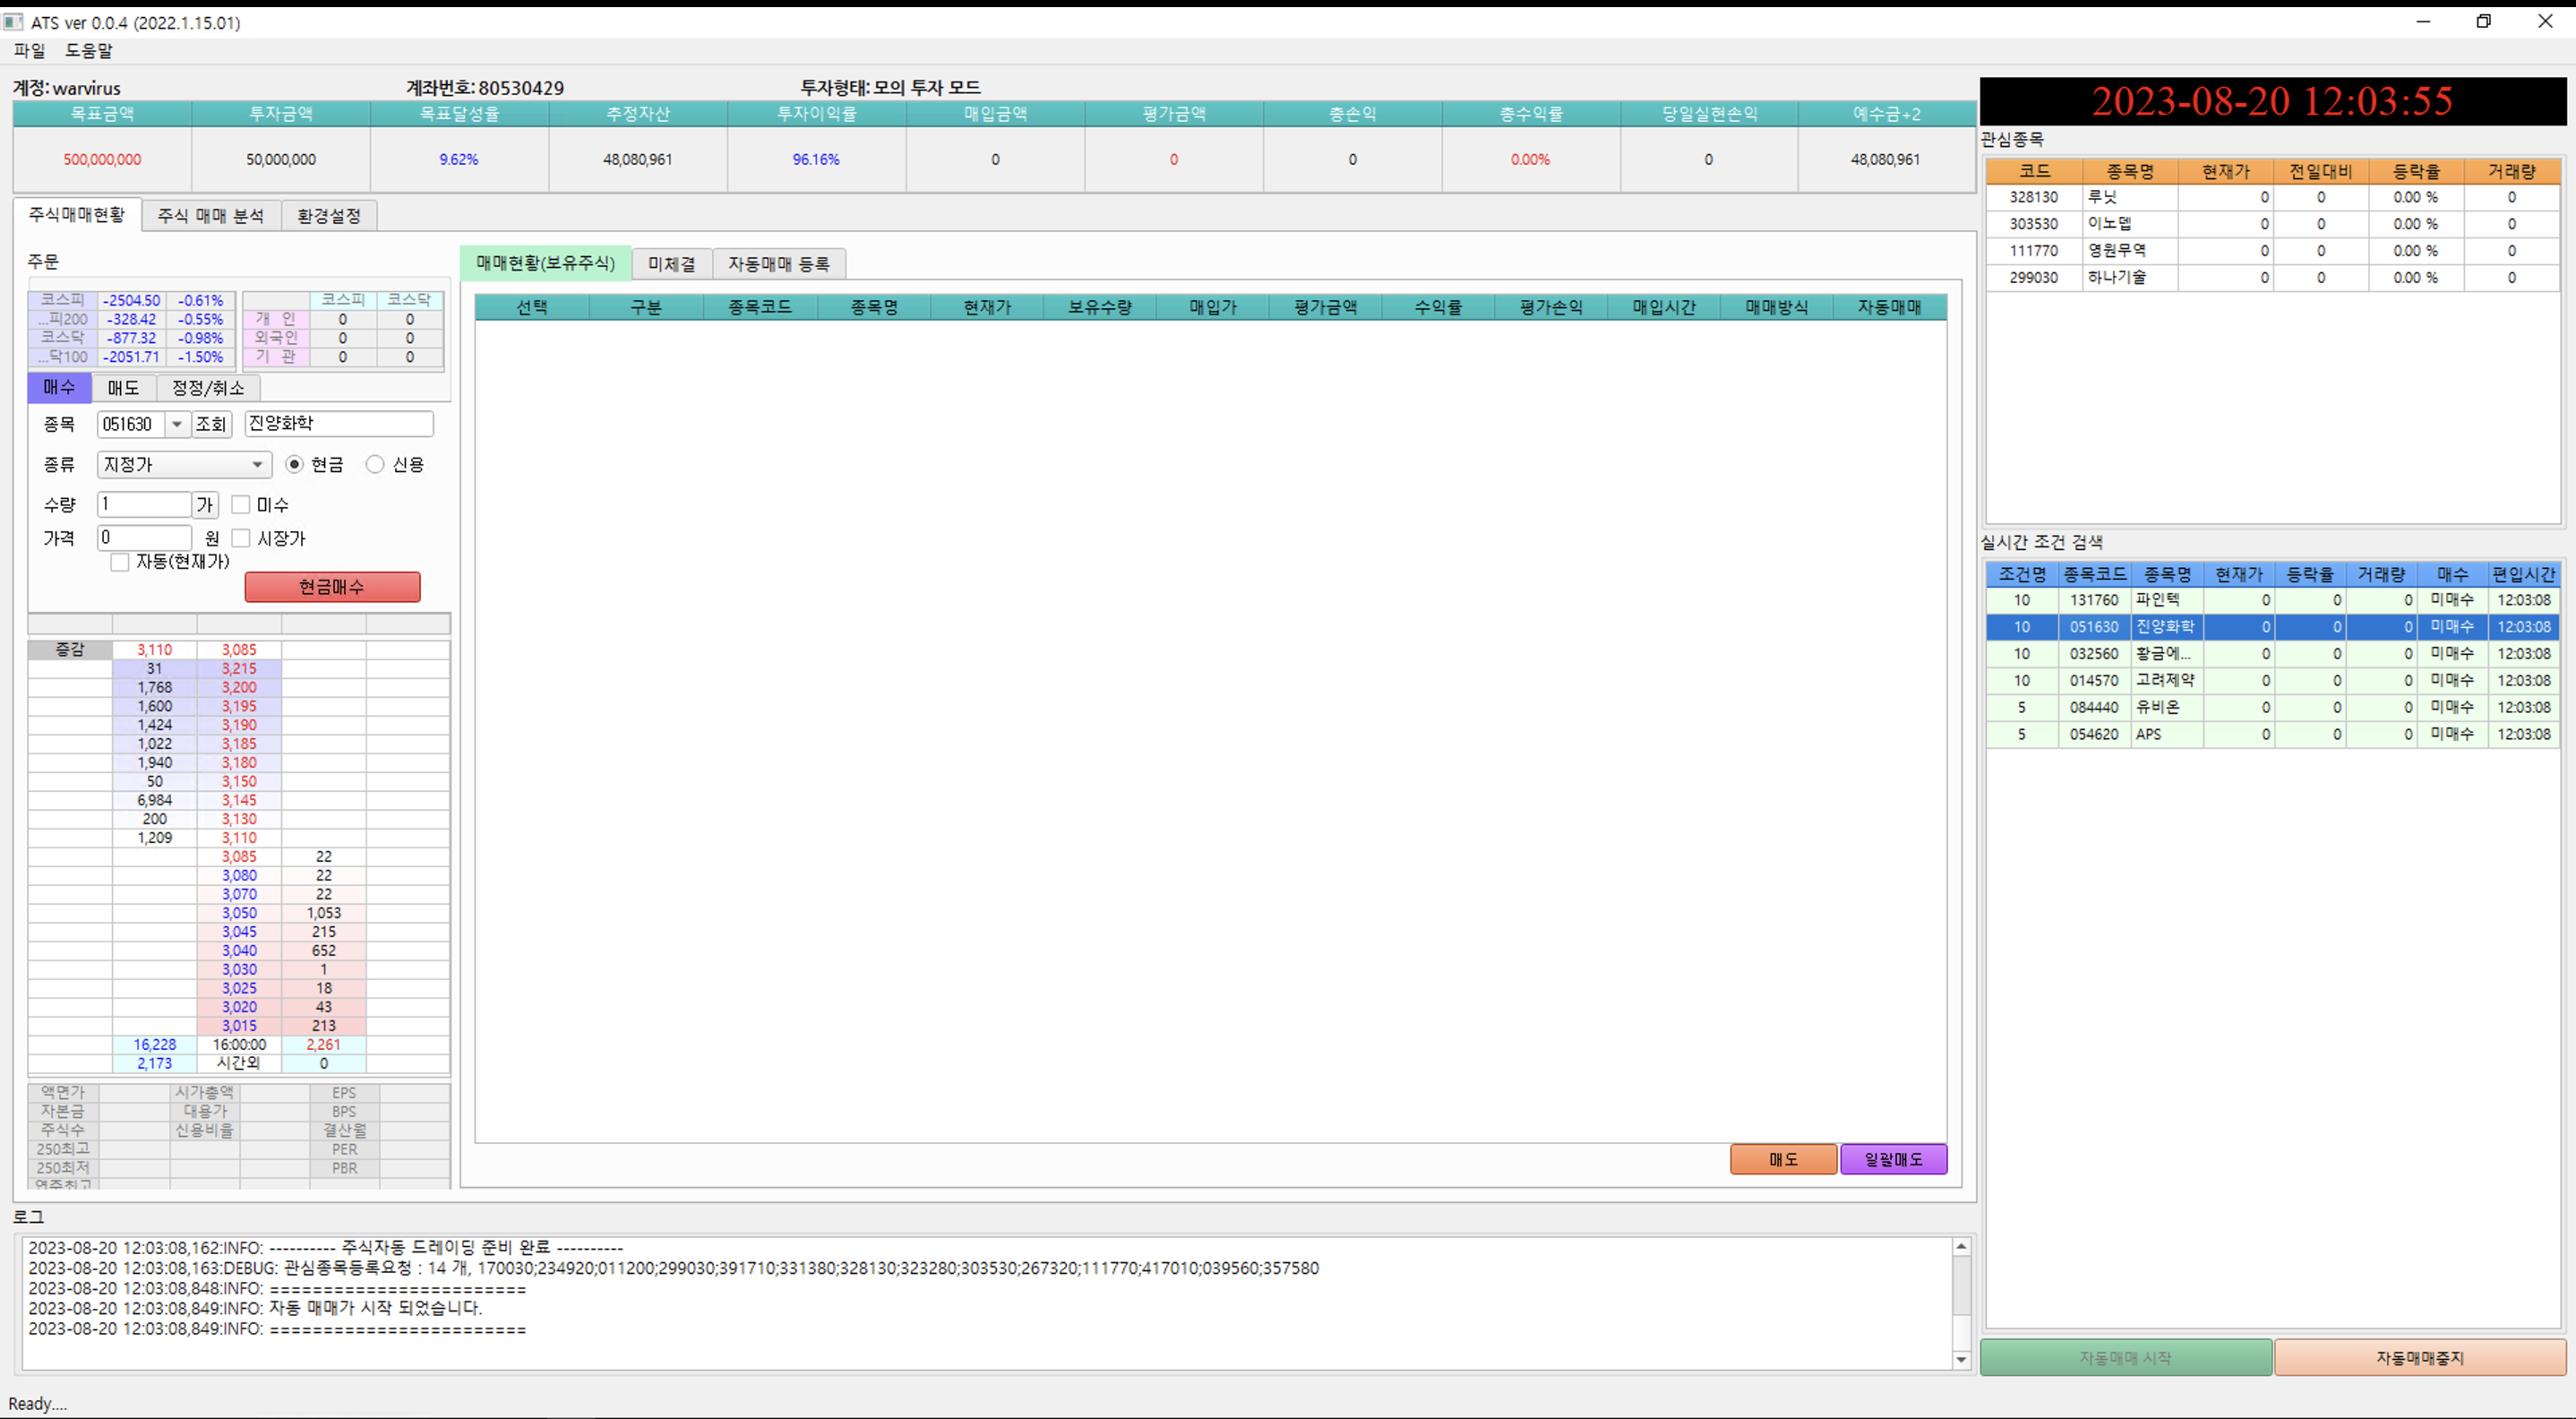 ATS ver 0.0.4 (2022.1.15.01)
파일 도움말
계정: warvirus 계좌번호: 80530429 투자형태: 모의 투자 모드
목표금액 투자금액 목표달성율 추정자산 투자이익률 매입금액 평가금액 총손익 총수익률 당일실현손익 예수금+2
500,000,000 50,000,000 9.62% 48,080,961 96.16% 0 0 0 0.00% 0 48,080,961
주식매매현황 주식 매매 분석 환경설정
주문
코스피 -2504.50 -0.61%
...피200 -328.42 -0.55%
코스닥 -877.32 -0.98%
...닥100 -2051.71 -1.50%
코스피 코스닥
개 인 0 0
외국인 0 0
기 관 0 0
매수 매도 정정/취소
종목 051630 조회 진양화학
종류 지정가 현금 신용
수량 1 가 미수
가격 0 원 시장가
자동(현재가)
현금매수
증감 3,110 3,085
31 3,215
1,768 3,200
1,600 3,195
1,424 3,190
1,022 3,185
1,940 3,180
50 3,150
6,984 3,145
200 3,130
1,209 3,110
3,085 22
3,080 22
3,070 22
3,050 1,053
3,045 215
3,040 652
3,030 1
3,025 18
3,020 43
3,015 213
16,228 16:00:00 2,261
2,173 시간외 0
액면가 시가총액 EPS
자본금 대용가 BPS
주식수 신용비율 결산월
250최고 PER
250최저 PBR
연중최고
매매현황(보유주식) 미체결 자동매매 등록
선택 구분 종목코드 종목명 현재가 보유수량 매입가 평가금액 수익률 평가손익 매입시간 매매방식 자동매매
매도 일괄매도
2023-08-20 12:03:55
관심종목
코드 종목명 현재가 전일대비 등락율 거래량
328130 루닛 0 0 0.00 % 0
303530 이노뎁 0 0 0.00 % 0
111770 영원무역 0 0 0.00 % 0
299030 하나기술 0 0 0.00 % 0
실시간 조건 검색
조건명 종목코드 종목명 현재가 등락율 거래량 매수 편입시간
10 131760 파인텍 0 0 0 미매수 12:03:08
10 051630 진양화학 0 0 0 미매수 12:03:08
10 032560 황금에... 0 0 0 미매수 12:03:08
10 014570 고려제약 0 0 0 미매수 12:03:08
5 084440 유비온 0 0 0 미매수 12:03:08
5 054620 APS 0 0 0 미매수 12:03:08
자동매매 시작 자동매매중지
로그
2023-08-20 12:03:08,162:INFO: ---------- 주식자동 드레이딩 준비 완료 ----------
2023-08-20 12:03:08,163:DEBUG: 관심종목등록요청 : 14 개, 170030;234920;011200;299030;391710;331380;328130;323280;303530;267320;111770;417010;039560;357580
2023-08-20 12:03:08,848:INFO: ========================
2023-08-20 12:03:08,849:INFO: 자동 매매가 시작 되었습니다.
2023-08-20 12:03:08,849:INFO: ========================
Ready....